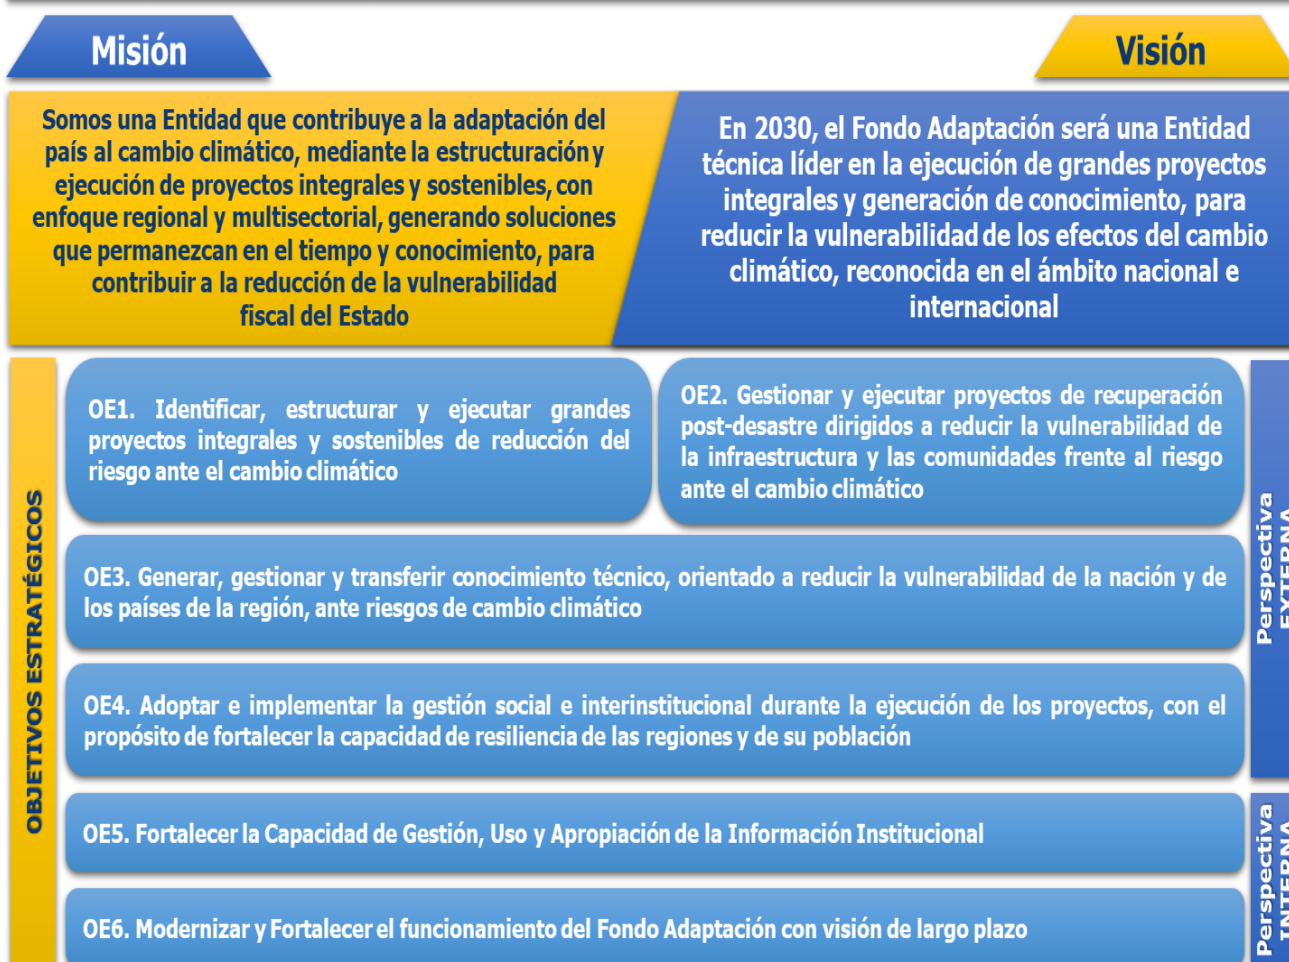 Misión
Visión
Somos una Entidad que contribuye a la adaptación del
país al cambio climático, mediante la estructuración y
ejecución de proyectos integrales y sostenibles, con
enfoque regional y multisectorial, generando soluciones
que permanezcan en el tiempo y conocimiento, para
contribuir a la reducción de la vulnerabilidad
fiscal del Estado
En 2030, el Fondo Adaptación será una Entidad
técnica líder en la ejecución de grandes proyectos
integrales y generación de conocimiento, para
reducir la vulnerabilidad de los efectos del cambio
climático, reconocida en el ámbito nacional e
internacional
OBJETIVOS ESTRATÉGICOS
OE1. Identificar, estructurar y ejecutar grandes
proyectos integrales y sostenibles de reducción del
riesgo ante el cambio climático
OE2. Gestionar y ejecutar proyectos de recuperación
post-desastre dirigidos a reducir la vulnerabilidad de
la infraestructura y las comunidades frente al riesgo
ante el cambio climático
OE3. Generar, gestionar y transferir conocimiento técnico, orientado a reducir la vulnerabilidad de la nación y de
los países de la región, ante riesgos de cambio climático
OE4. Adoptar e implementar la gestión social e interinstitucional durante la ejecución de los proyectos, con el
propósito de fortalecer la capacidad de resiliencia de las regiones y de su población
Perspectiva
EXTERNA
OE5. Fortalecer la Capacidad de Gestión, Uso y Apropiación de la Información Institucional
OE6. Modernizar y Fortalecer el funcionamiento del Fondo Adaptación con visión de largo plazo
Perspectiva
INTERNA